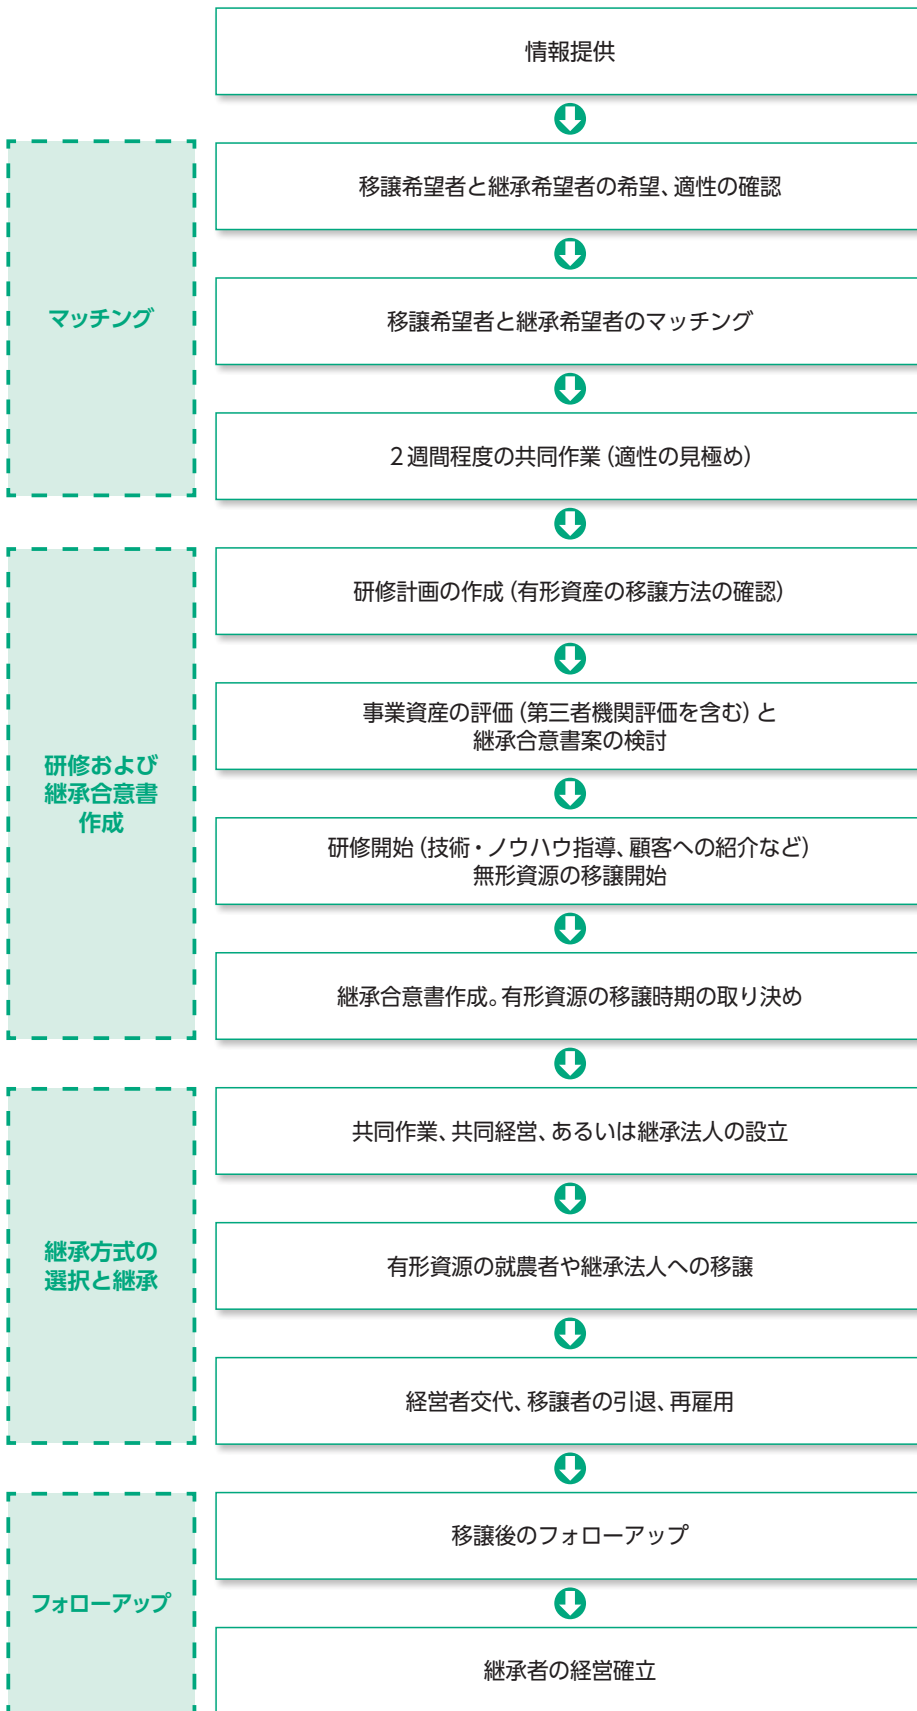 情報提供
移譲希望者と継承希望者の希望、適性の確認
マッチング
移譲希望者と継承希望者のマッチング
2週間程度の共同作業(適性の見極め)
研修計画の作成(有形資産の移譲方法の確認)
事業資産の評価(第三者機関評価を含む)と
継承合意書案の検討
研修および
継承合意書
作成
研修開始(技術・ノウハウ指導、顧客への紹介など)
無形資源の移譲開始
継承合意書作成。有形資源の移譲時期の取り決め
共同作業、共同経営、あるいは継承法人の設立
継承方式の
選択と継承
有形資源の就農者や継承法人への移譲
経営者交代、移譲者の引退、再雇用
移譲後のフォローアップ
フォローアップ
継承者の経営確立